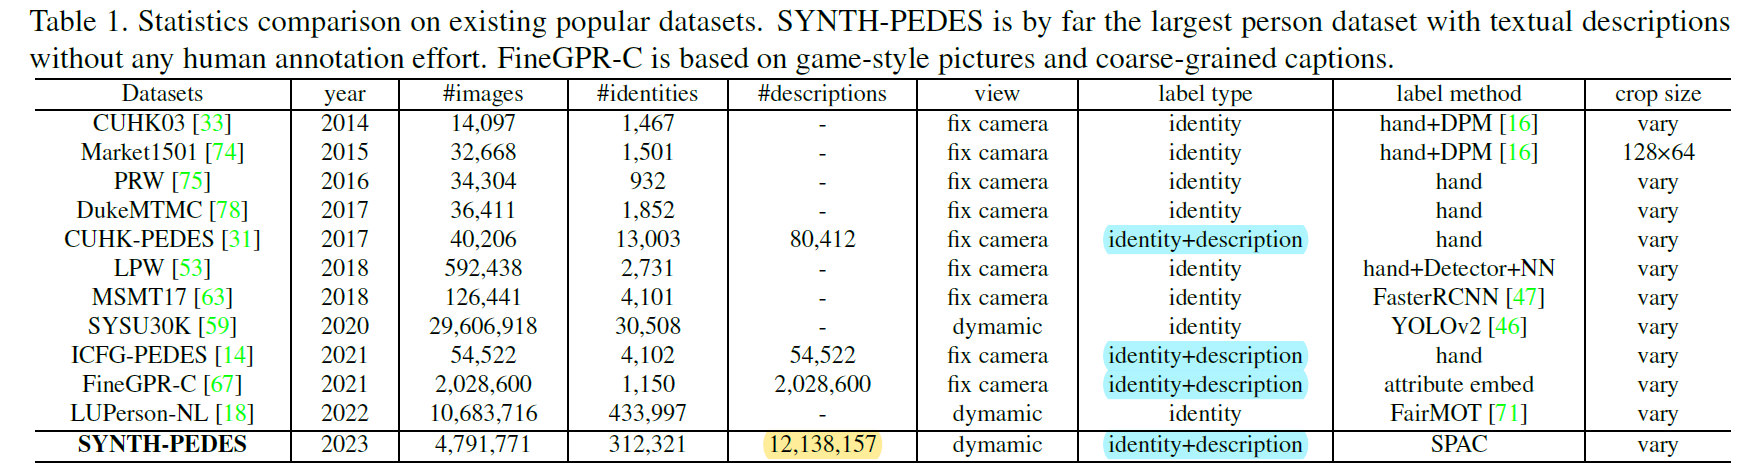 Table 1. Statistics comparison on existing popular datasets. SYNTH-PEDES is by far the largest person dataset with textual descriptions
without any human annotation effort. FineGPR-C is based on game-style pictures and coarse-grained captions.
Datasets year #images #identities #descriptions view label type label method crop size
CUHK03 [33] 2014 14,097 1,467 - fix camera identity hand+DPM [16] vary
Market1501 [74] 2015 32,668 1,501 - fix camara identity hand+DPM [16] 128×64
PRW [75] 2016 34,304 932 - fix camera identity hand vary
DukeMTMC [78] 2017 36,411 1,852 - fix camera identity hand vary
CUHK-PEDES [31] 2017 40,206 13,003 80,412 fix camera identity+description hand vary
LPW [53] 2018 592,438 2,731 - fix camera identity hand+Detector+NN vary
MSMT17 [63] 2018 126,441 4,101 - fix camera identity FasterRCNN [47] vary
SYSU30K [59] 2020 29,606,918 30,508 - dymamic identity YOLOv2 [46] vary
ICFG-PEDES [14] 2021 54,522 4,102 54,522 fix camera identity+description hand vary
FineGPR-C [67] 2021 2,028,600 1,150 2,028,600 fix camera identity+description attribute embed vary
LUPerson-NL [18] 2022 10,683,716 433,997 - dymamic identity FairMOT [71] vary
SYNTH-PEDES 2023 4,791,771 312,321 12,138,157 dymamic identity+description SPAC vary